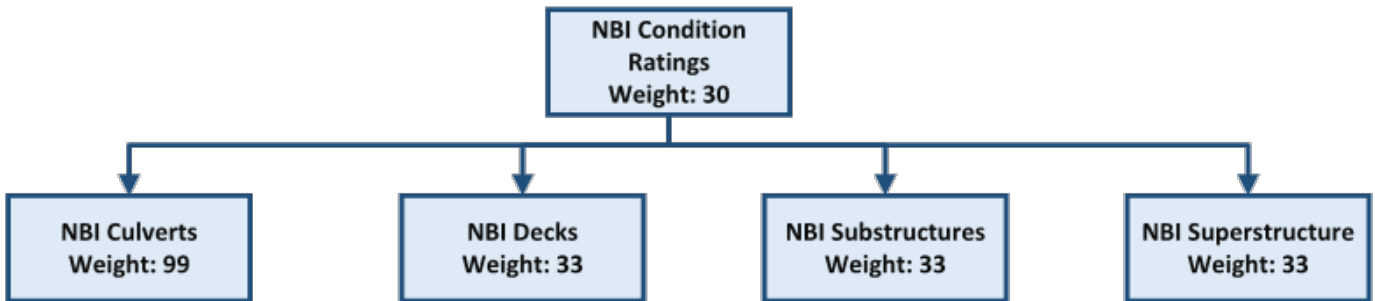 NBI Condition
Ratings
Weight: 30
NBI Culverts
Weight: 99
NBI Decks
Weight: 33
NBI Substructures
Weight: 33
NBI Superstructure
Weight: 33